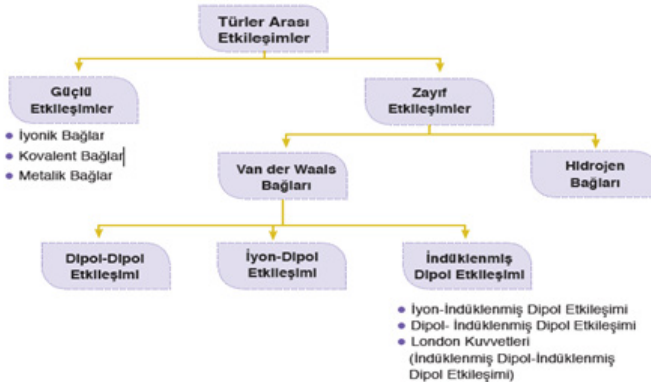 Türler Arası
Etkileşimler
Güçlü
Etkileşimler
• İyonik Bağlar
• Kovalent Bağlar
• Metalik Bağlar
Zayıf
Etkileşimler
Van der Waals
Bağları
Hidrojen
Bağları
Dipol-Dipol
Etkileşimi
İyon-Dipol
Etkileşimi
İndüklenmiş
Dipol Etkileşimi
• İyon-İndüklenmiş Dipol Etkileşimi
• Dipol- İndüklenmiş Dipol Etkileşimi
• London Kuvvetleri
(İndüklenmiş Dipol-İndüklenmiş
Dipol Etkileşimi)